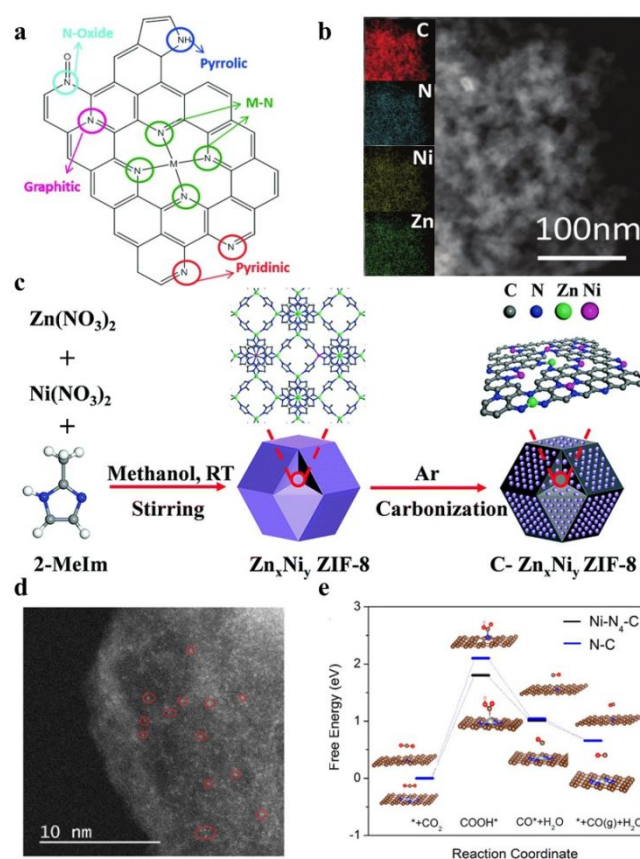 a
N-Oxide
O
NH
Pyrrolic
N
N
M-N
N
N
M
N
N
Graphitic
N
N
Pyridinic
b
C
N
Ni
Zn
100nm
c
Zn(NO₃)₂
+
Ni(NO₃)₂
+
2-MeIm
Methanol, RT
Stirring
ZnₓNiᵧ ZIF-8
Ar
Carbonization
C N Zn Ni
C- ZnₓNiᵧ ZIF-8
d
10 nm
e
Free Energy (eV)
3
2
1
0
-1
Ni-N₄-C
N-C
*+CO₂
COOH*
CO*+H₂O
*+CO(g)+H₂O
Reaction Coordinate